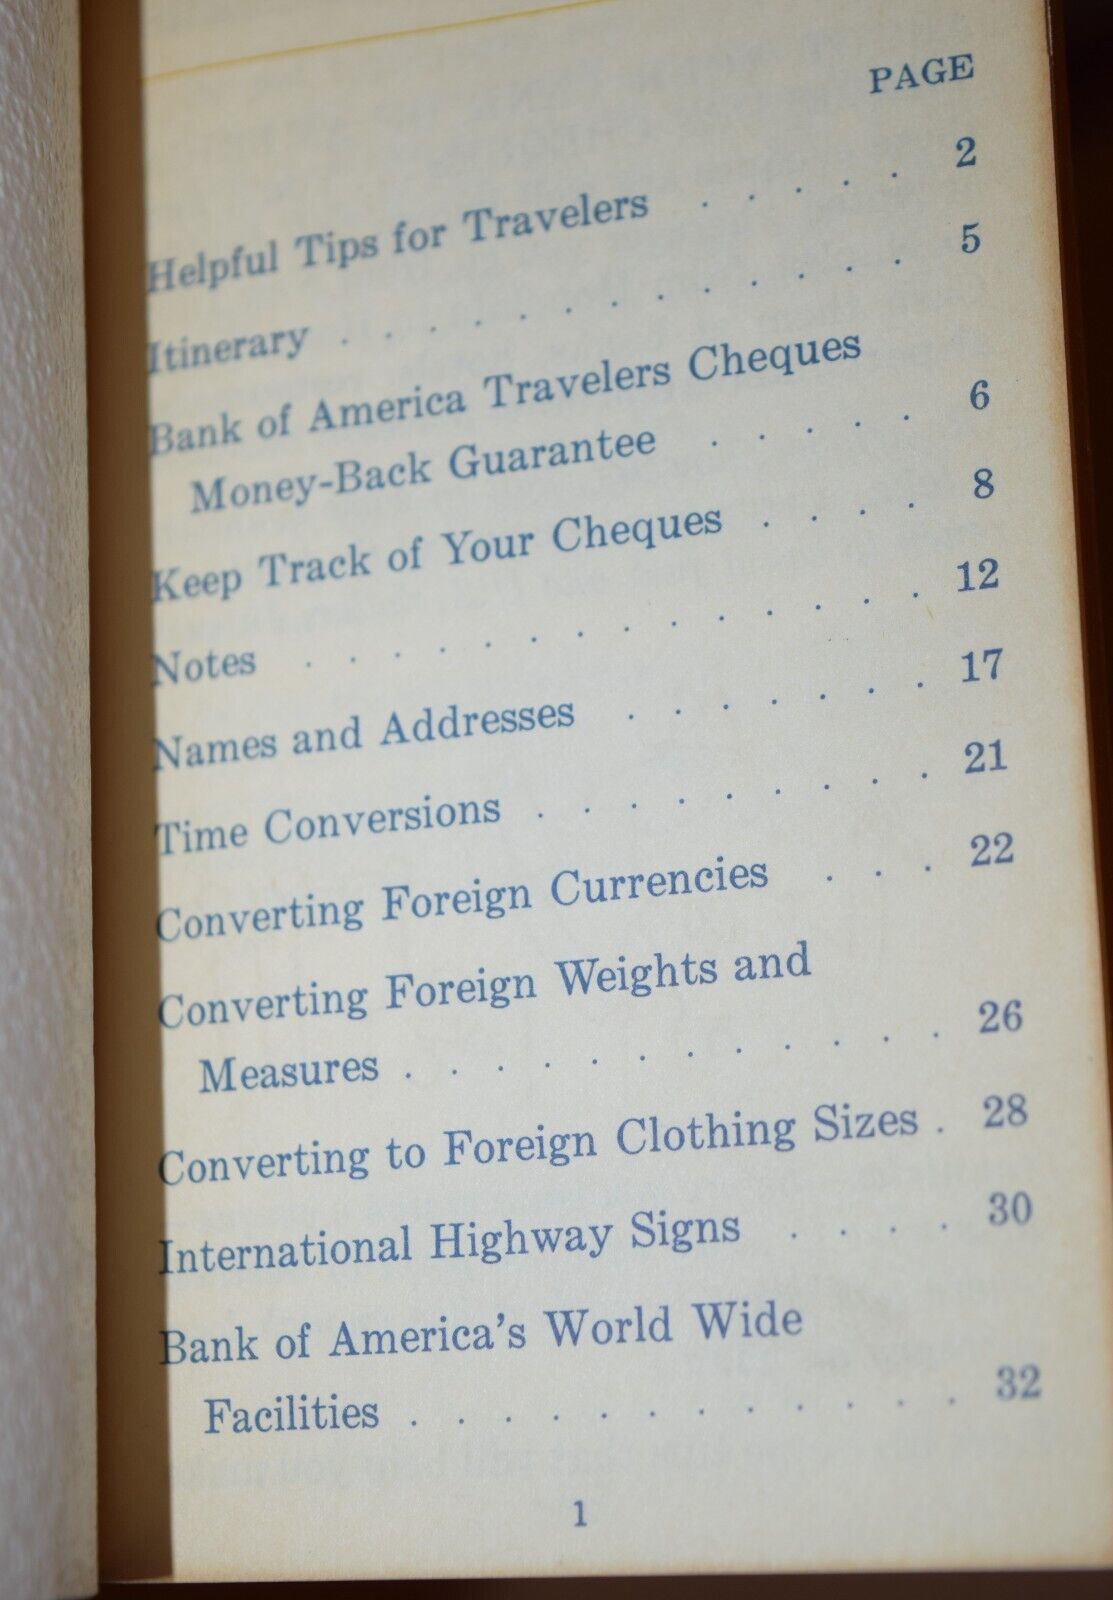 PAGE
Helpful Tips for Travelers . . . . . 2
Itinerary . . . . . . . . . . . . . 5
Bank of America Travelers Cheques
Money-Back Guarantee . . . . . 6
Keep Track of Your Cheques . . . . 8
Notes . . . . . . . . . . . . . . 12
Names and Addresses . . . . . . . 17
Time Conversions . . . . . . . . . 21
Converting Foreign Currencies . . . 22
Converting Foreign Weights and
Measures . . . . . . . . . . . . 26
Converting to Foreign Clothing Sizes . 28
International Highway Signs . . . . 30
Bank of America's World Wide
Facilities . . . . . . . . . . . . 32
1